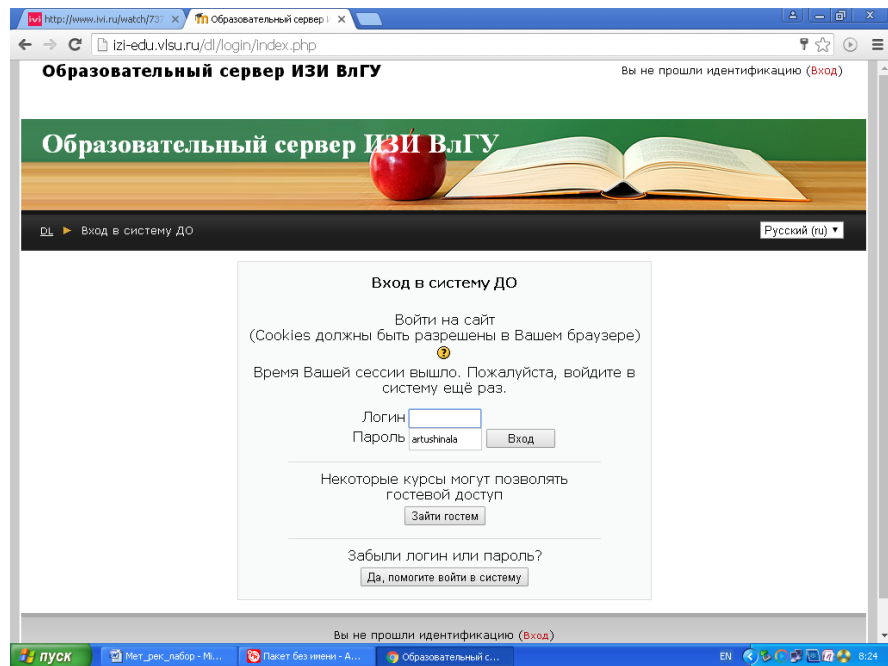 http://www.ivi.ru/watch/737
Образовательный сервер И
izi-edu.vlsu.ru/dl/login/index.php
Образовательный сервер ИЗИ ВлГУ
Вы не прошли идентификацию (Вход)
Образовательный сервер ИЗИ ВлГУ
DL ► Вход в систему ДО
Русский (ru)
Вход в систему ДО
Войти на сайт
(Cookies должны быть разрешены в Вашем браузере)
Время Вашей сессии вышло. Пожалуйста, войдите в
систему ещё раз.
Логин
Пароль artushinala Вход
Некоторые курсы могут позволять
гостевой доступ
Зайти гостем
Забыли логин или пароль?
Да, помогите войти в систему
Вы не прошли идентификацию (Вход)
пуск
Мет_рек_лабор - Mi...
Пакет без имени - A...
Образовательный с...
EN
8:24